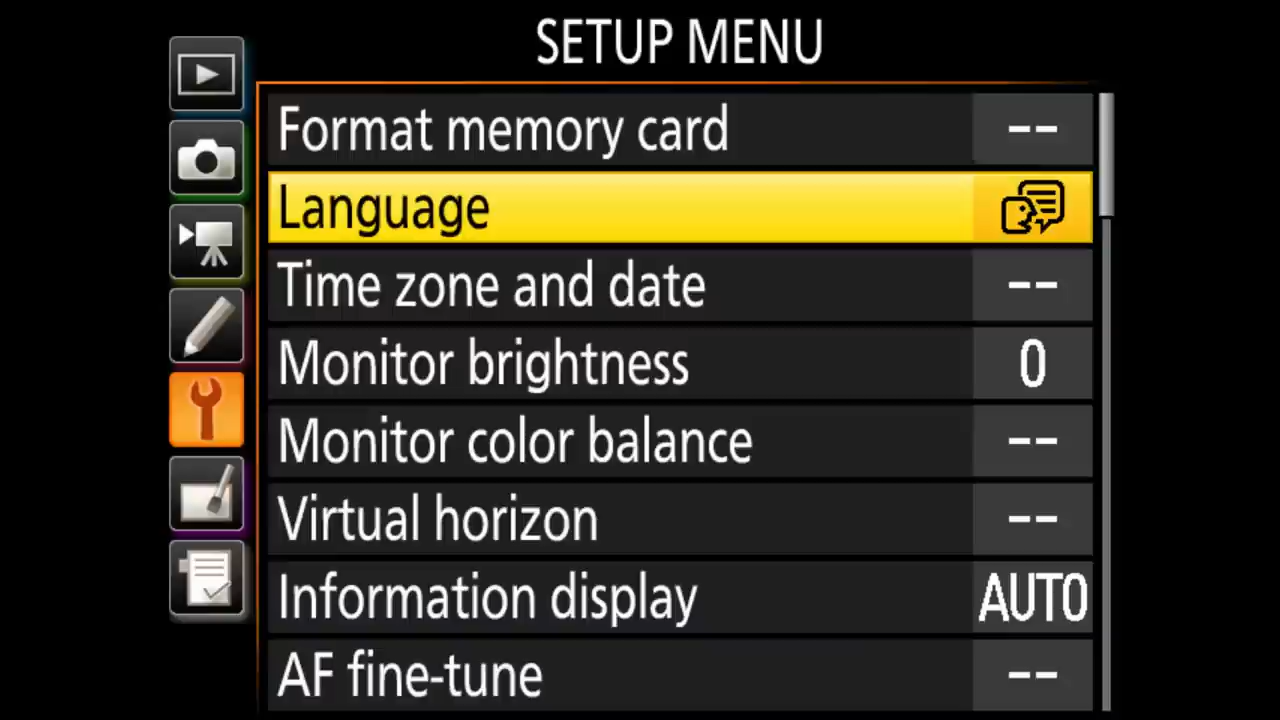 SETUP MENU
Format memory card --
Language
Time zone and date --
Monitor brightness 0
Monitor color balance --
Virtual horizon --
Information display AUTO
AF fine-tune --